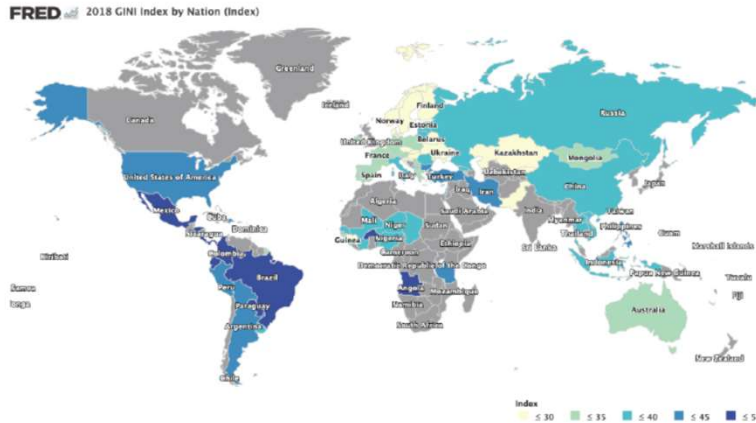 FRED 2018 GINI Index by Nation (Index)
Greenland
Iceland
Canada
Finland
Russia
Norway
Estonia
Belarus
United Kingdom
Ukraine
Kazakhstan
Mongolia
France
Uzbekistan
United States of America
Spain
Italy
Turkey
China
Japan
Iraq
Iran
Mexico
Algeria
Cuba
Saudi Arabia
India
Taiwan
Mali
Niger
Sudan
Myanmar
Dominica
Philippines
Nicaragua
Thailand
Guam
Guinea
Nigeria
Ethiopia
Sri Lanka
Marshall Islands
Colombia
Cameroon
Kiribati
Democratic Republic of the Congo
Indonesia
Papua New Guinea
Brazil
Tuvalu
Samoa
Peru
Angola
Mozambique
Fiji
onga
Paraguay
Namibia
Australia
Argentina
South Africa
New Zealand
Chile
Index
≤ 30 ≤ 35 ≤ 40 ≤ 45 ≤ 5